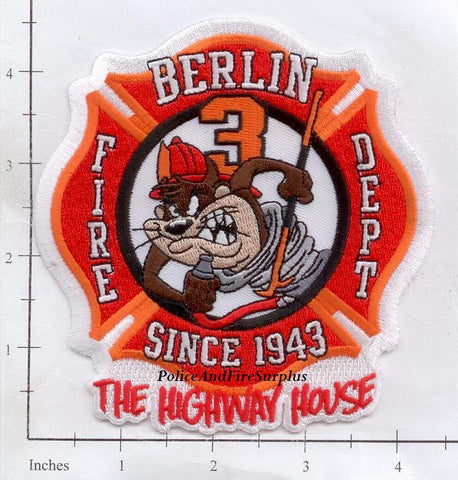 BERLIN
3
FIRE
DEPT
SINCE 1943
PoliceAndFireSurplus
THE HIGHWAY HOUSE
4
3
2
1
Inches 1 2 3 4